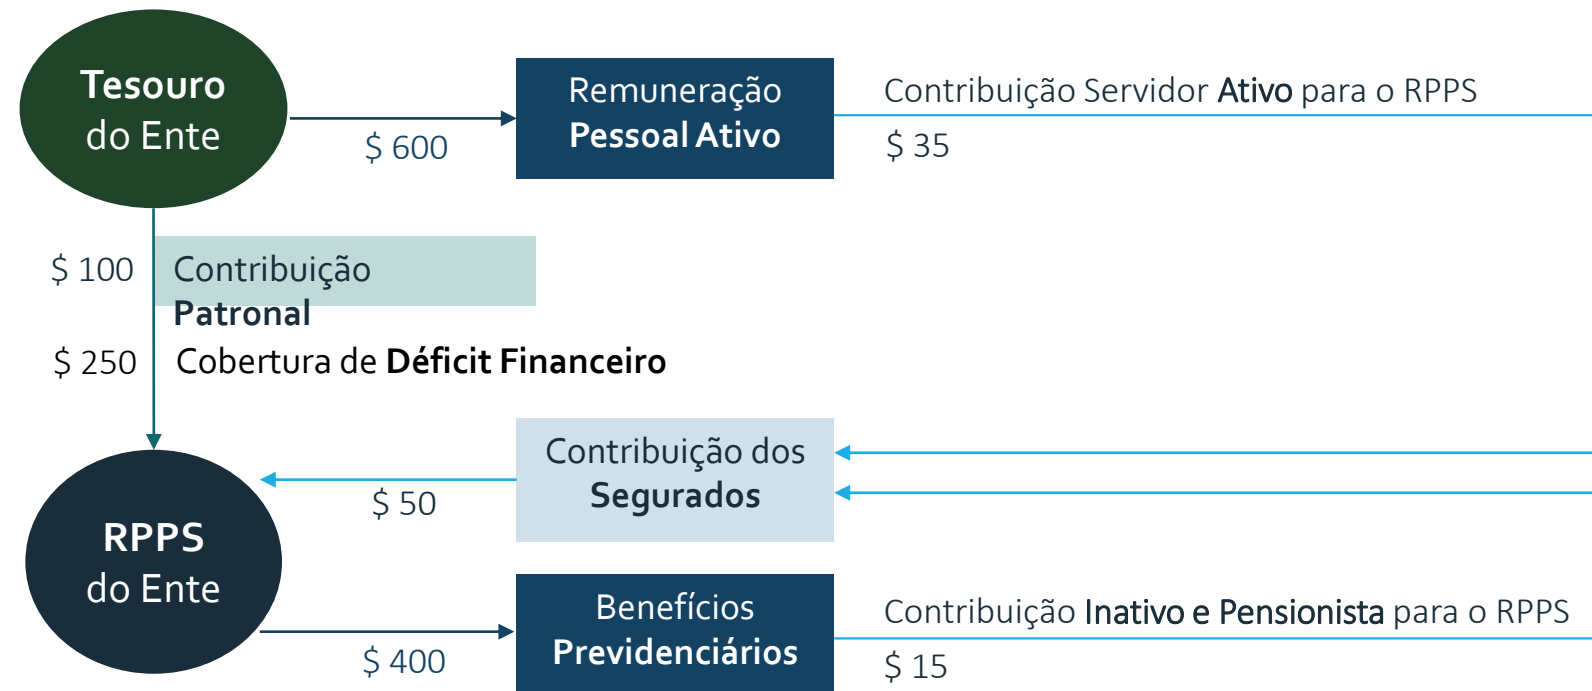 Tesouro
do Ente
$ 600
Remuneração
Pessoal Ativo
Contribuição Servidor Ativo para o RPPS
$ 35
$ 100
Contribuição
Patronal
$ 250
Cobertura de Déficit Financeiro
Contribuição dos
Segurados
$ 50
RPPS
do Ente
$ 400
Benefícios
Previdenciários
Contribuição Inativo e Pensionista para o RPPS
$ 15